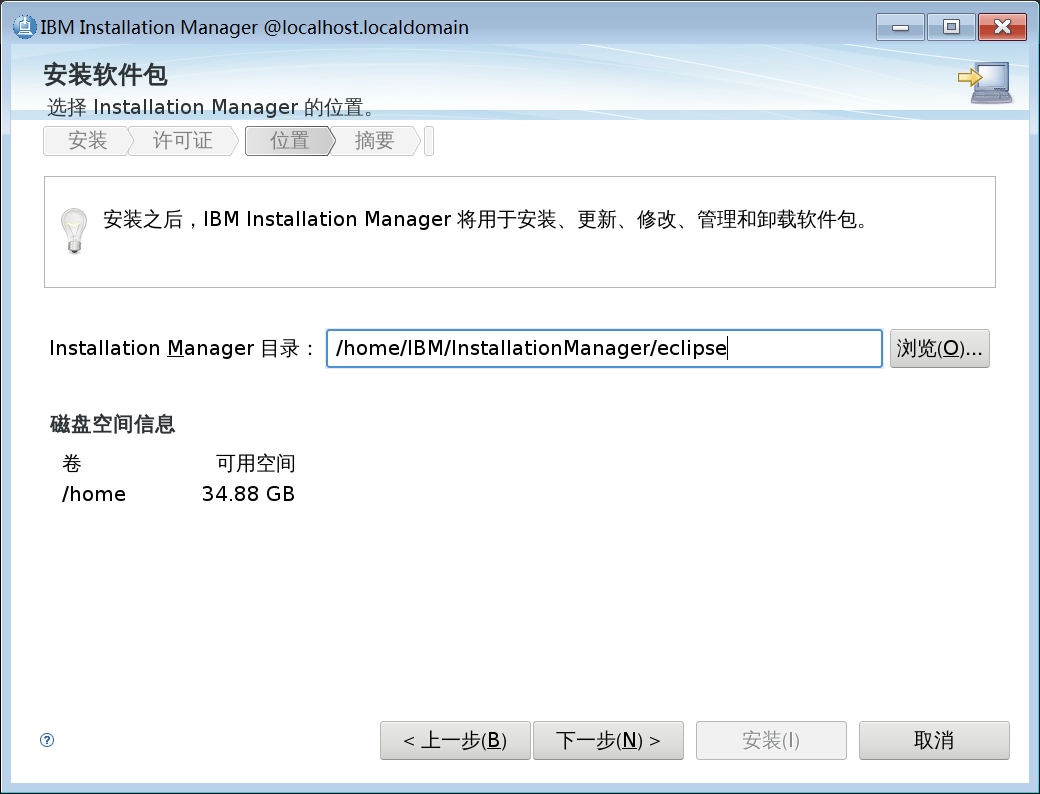 IBM Installation Manager @localhost.localdomain
安装软件包
选择 Installation Manager 的位置。
安装 许可证 位置 摘要
安装之后，IBM Installation Manager 将用于安装、更新、修改、管理和卸载软件包。
Installation Manager 目录： /home/IBM/InstallationManager/eclipse 浏览(O)...
磁盘空间信息
卷 可用空间
/home 34.88 GB
? < 上一步(B) 下一步(N) > 安装(I) 取消